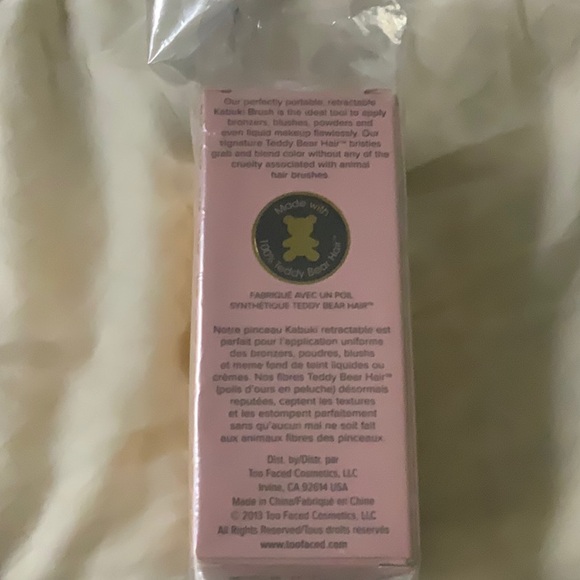 Our perfectly portable, retractable
Kabuki Brush is the ideal tool to apply
bronzers, blushes, powders and
even liquid makeup flawlessly. Our
signature Teddy Bear Hair™ bristles
grab and blend color without any of the
cruelty associated with animal
hair brushes.
Made with
100% Teddy Bear Hair™
FABRIQUÉ AVEC UN POIL
SYNTHÉTIQUE TEDDY BEAR HAIR™
Notre pinceau Kabuki retractable est
parfait pour l'application uniforme
des bronzers, poudres, blushs
et meme fond de teint liquides ou
crèmes. Nos fibres Teddy Bear Hair™
(poils d'ours en peluche) désormais
reputées, captent les textures
et les estompent parfaitement
sans qu'aucun mal ne soit fait
aux animaux fibres des pinceaux.
Dist. by/Distr. par
Too Faced Cosmetics, LLC
Irvine, CA 92614 USA
Made in China/Fabriqué en Chine
© 2013 Too Faced Cosmetics, LLC
All Rights Reserved/Tous droits reservés
www.toofaced.com